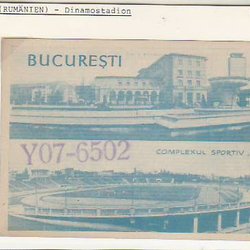 (RUMÄNIEN) - Dinamostadion
BUCUREŞTI
Y07-6502
COMPLEXUL SPORTIV